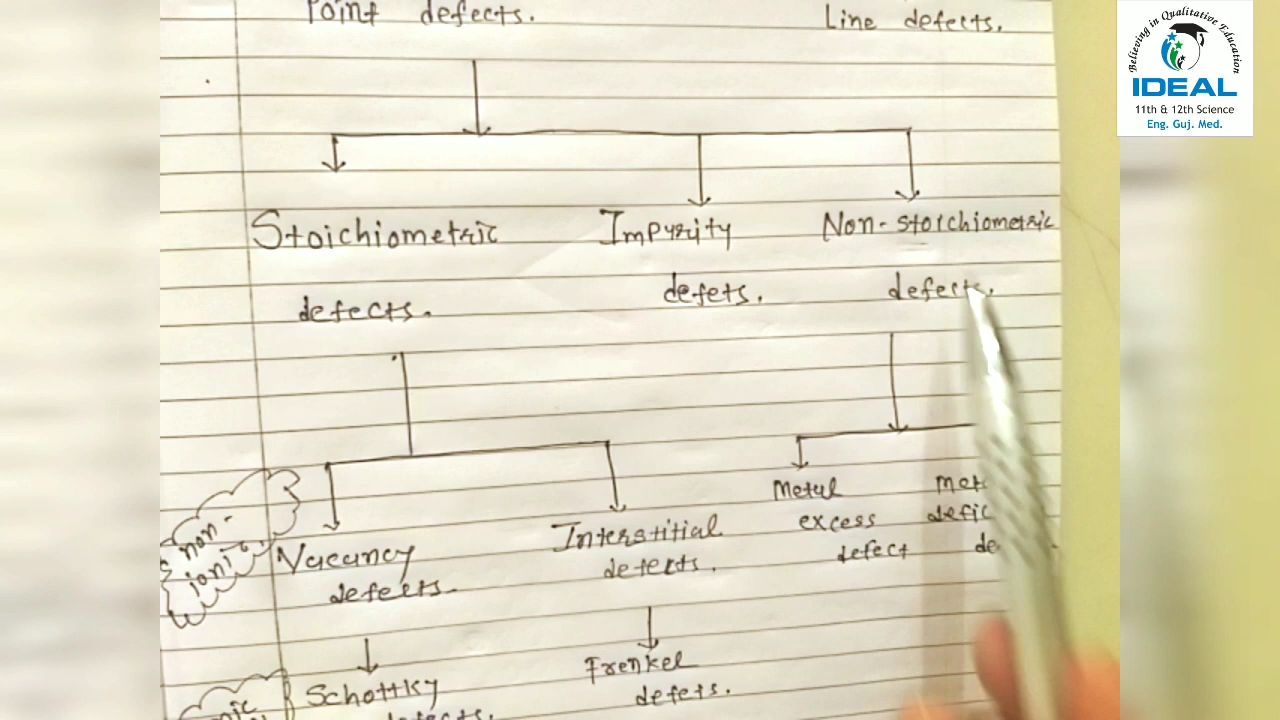 Point defects.
Line defects.
Believing in Qualitative Education
IDEAL
11th & 12th Science
Eng. Guj. Med.
Stoichiometric
defects.
Impurity
defets.
Non-stoichiometric
defects.
non-
ionic
Vacancy
defects.
Interstitial
defects.
Metal
excess
defect
Schottky
Frenkel
defets.